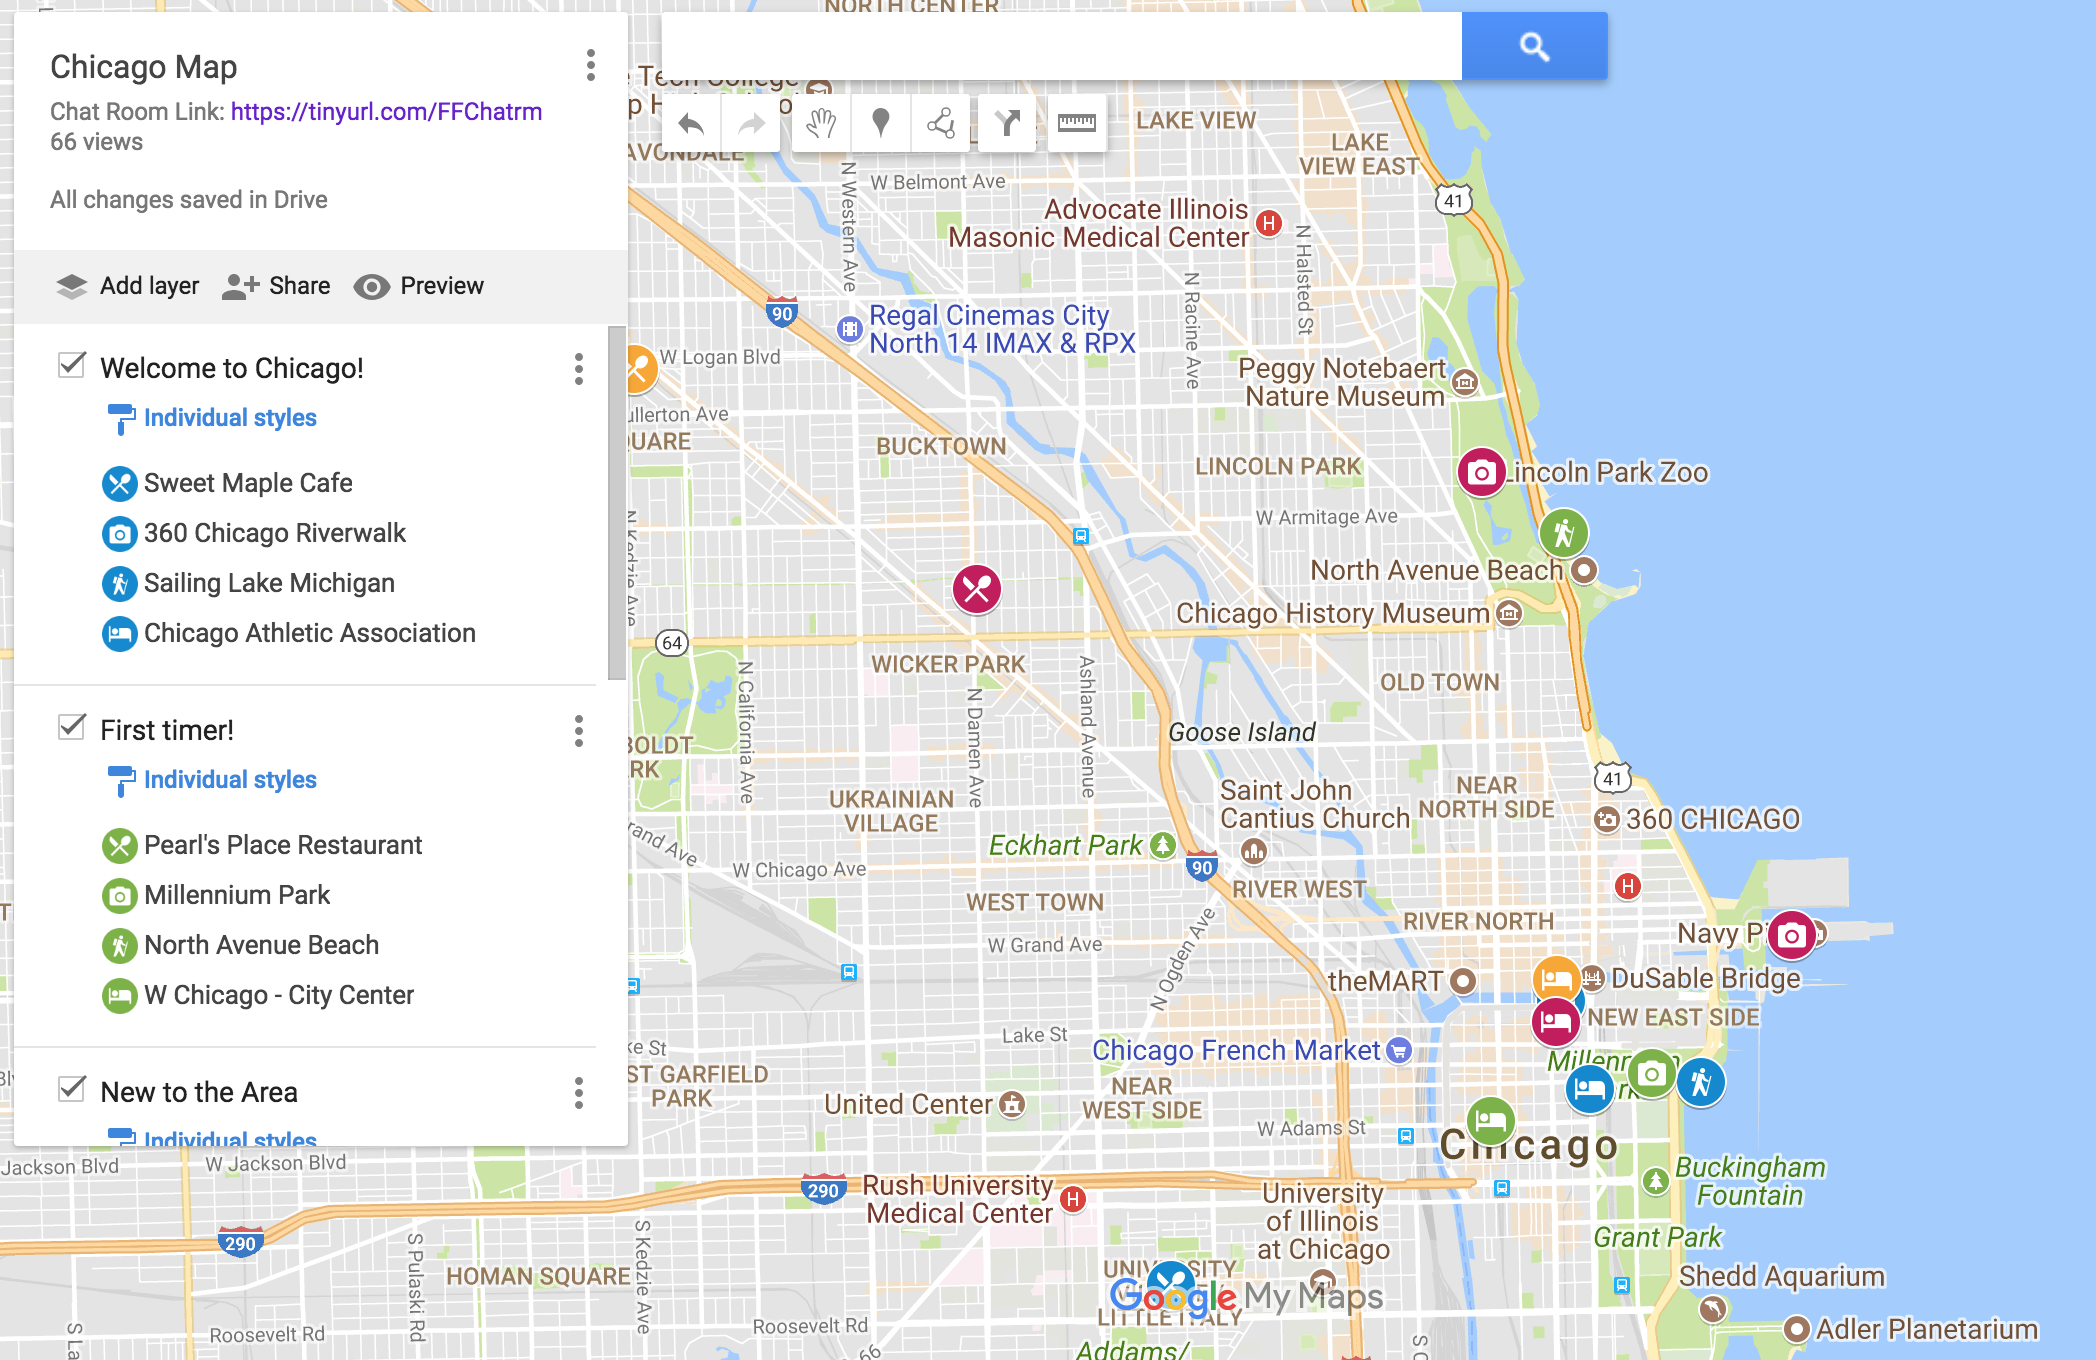 Chicago Map
Chat Room Link: https://tinyurl.com/FFChatrm
66 views
All changes saved in Drive
Add layer
Share
Preview
Welcome to Chicago!
Individual styles
Sweet Maple Cafe
360 Chicago Riverwalk
Sailing Lake Michigan
Chicago Athletic Association
First timer!
Individual styles
Pearl's Place Restaurant
Millennium Park
North Avenue Beach
W Chicago - City Center
New to the Area
Individual styles
NORTH CENTER
LAKE VIEW
LAKE
VIEW EAST
41
W Belmont Ave
N Western Ave
Advocate Illinois
Masonic Medical Center
H
N Halsted St
N Racine Ave
90
Regal Cinemas City
North 14 IMAX & RPX
W Logan Blvd
Peggy Notebaert
Nature Museum
BUCKTOWN
LINCOLN PARK
Lincoln Park Zoo
W Armitage Ave
N Kedzie Ave
North Avenue Beach
Chicago History Museum
64
WICKER PARK
OLD TOWN
N California Ave
N Damen Ave
Ashland Avenue
Goose Island
41
NEAR
NORTH SIDE
UKRAINIAN
VILLAGE
Saint John
Cantius Church
360 CHICAGO
Eckhart Park
90
W Chicago Ave
RIVER WEST
H
WEST TOWN
RIVER NORTH
W Grand Ave
N Ogden Ave
Navy
theMART
DuSable Bridge
NEW EAST SIDE
Lake St
Chicago French Market
NEAR
WEST SIDE
PARK
United Center
W Adams St
Chicago
Jackson Blvd
W Jackson Blvd
290
Rush University
Medical Center
H
University
of Illinois
at Chicago
Buckingham
Fountain
Grant Park
290
S Pulaski Rd
S Kedzie Ave
HOMAN SQUARE
Google My Maps
LITTLE ITALY
Shedd Aquarium
Roosevelt Rd
Roosevelt Rd
66
Addams/
Adler Planetarium